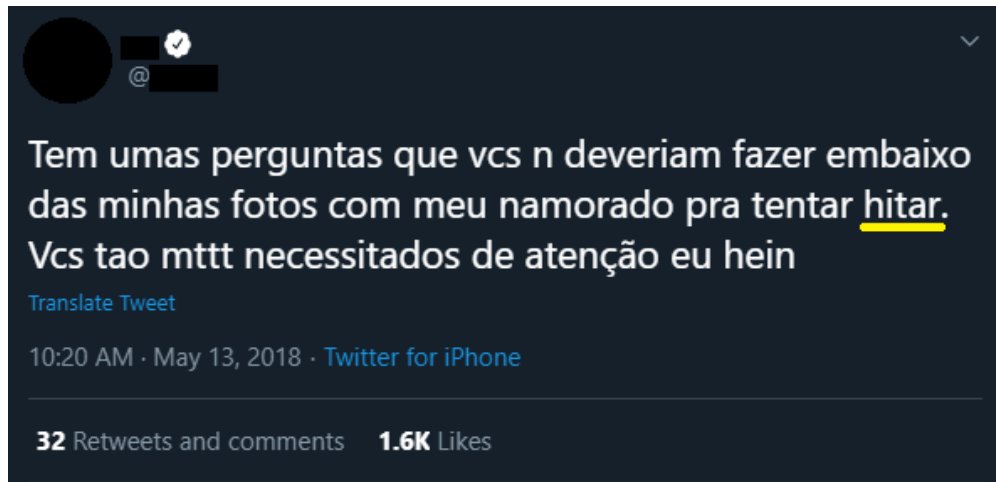 @
Tem umas perguntas que vcs n deveriam fazer embaixo
das minhas fotos com meu namorado pra tentar hitar.
Vcs tao mttt necessitados de atenção eu hein
Translate Tweet
10:20 AM · May 13, 2018 · Twitter for iPhone
32 Retweets and comments 1.6K Likes